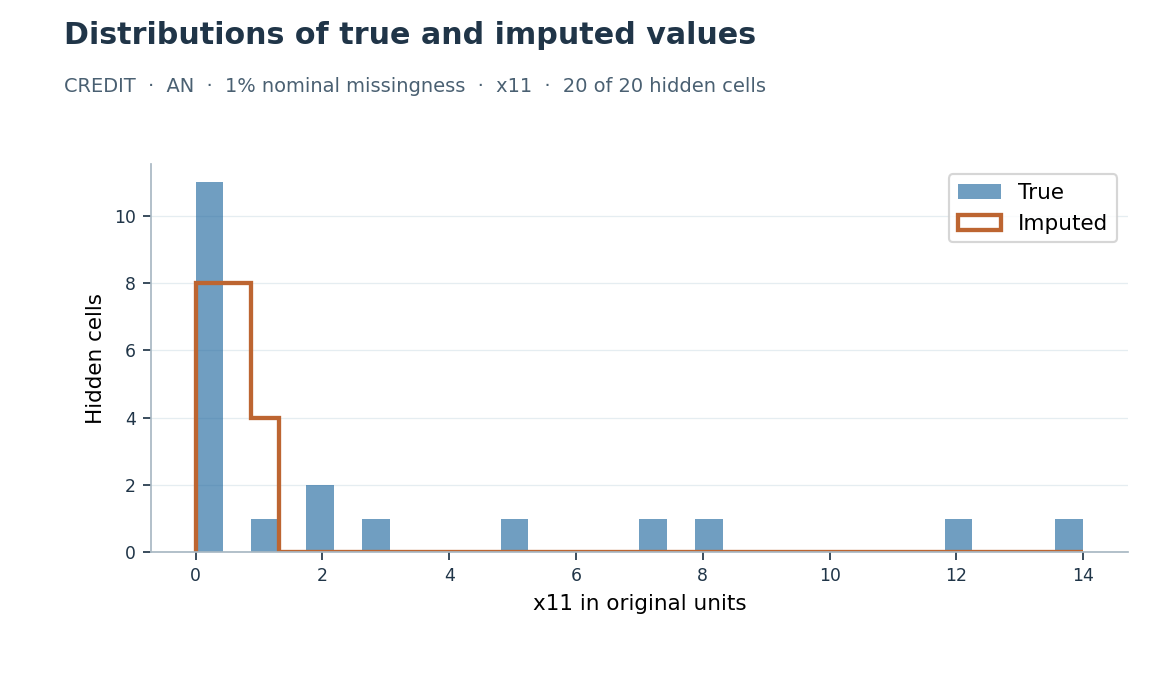 Distributions of true and imputed values
CREDIT · AN · 1% nominal missingness · x11 · 20 of 20 hidden cells
True
Imputed
Hidden cells
10
8
6
4
2
0
0 2 4 6 8 10 12 14
x11 in original units